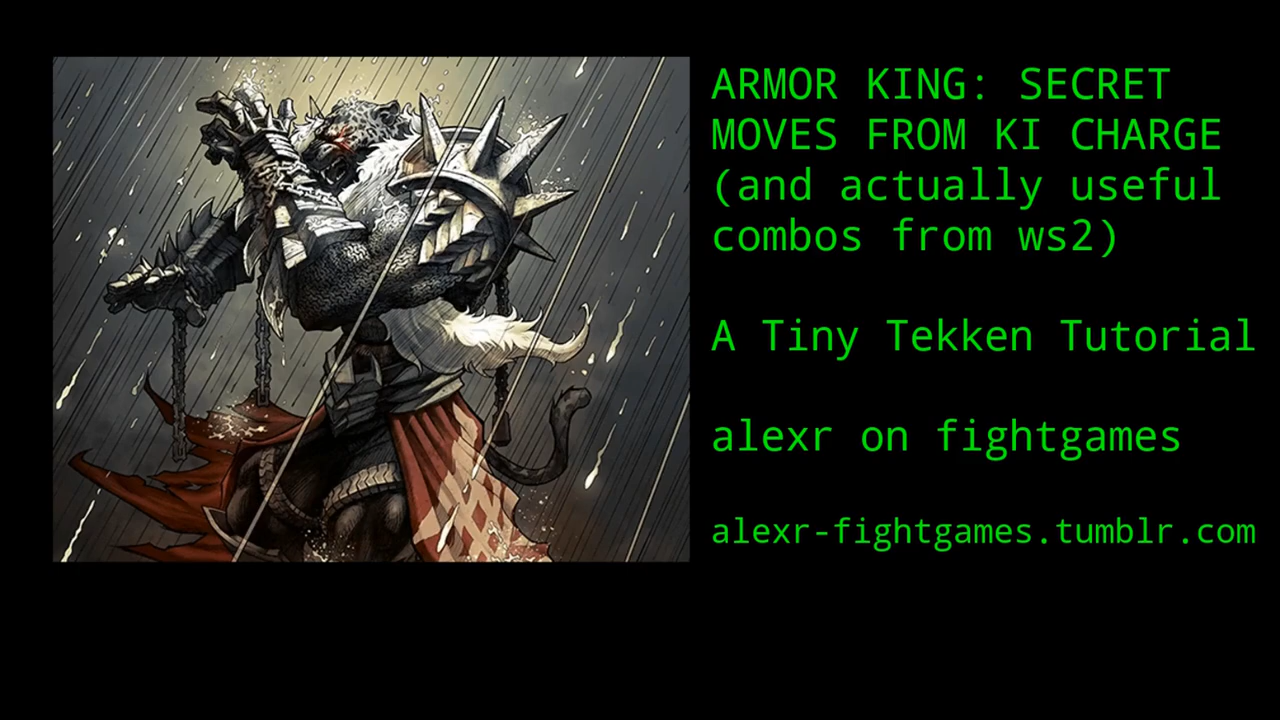 ARMOR KING: SECRET
MOVES FROM KI CHARGE
(and actually useful
combos from ws2)
A Tiny Tekken Tutorial
alexr on fightgames
alexr-fightgames.tumblr.com